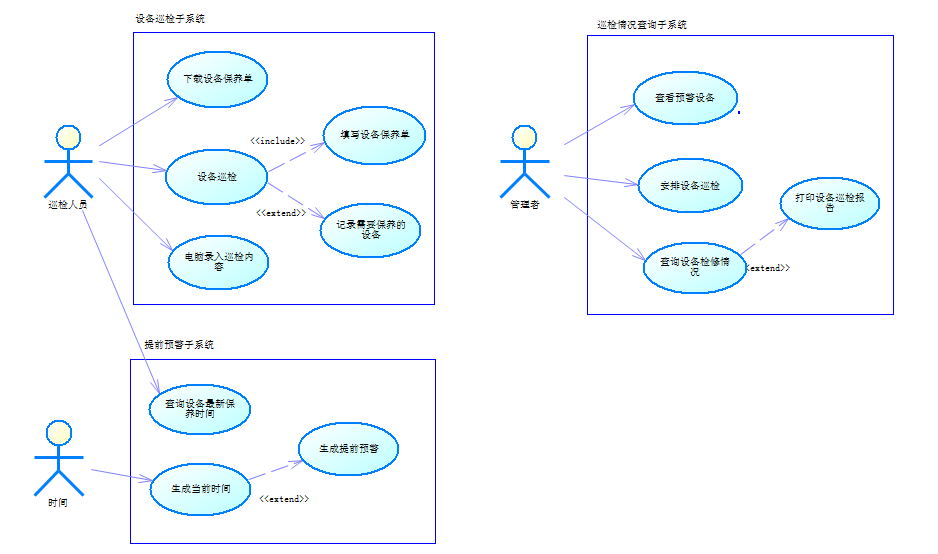 设备巡检子系统
下载设备保养单
<<include>>
填写设备保养单
设备巡检
巡检人员
<<extend>>
记录需要保养的
设备
电脑录入巡检内
容
提前预警子系统
查询设备最新保
养时间
生成提前预警
生成当前时间
<<extend>>
时间
巡检情况查询子系统
查看预警设备
安排设备巡检
管理者
打印设备巡检报
告
查询设备检修情
况
<extend>>